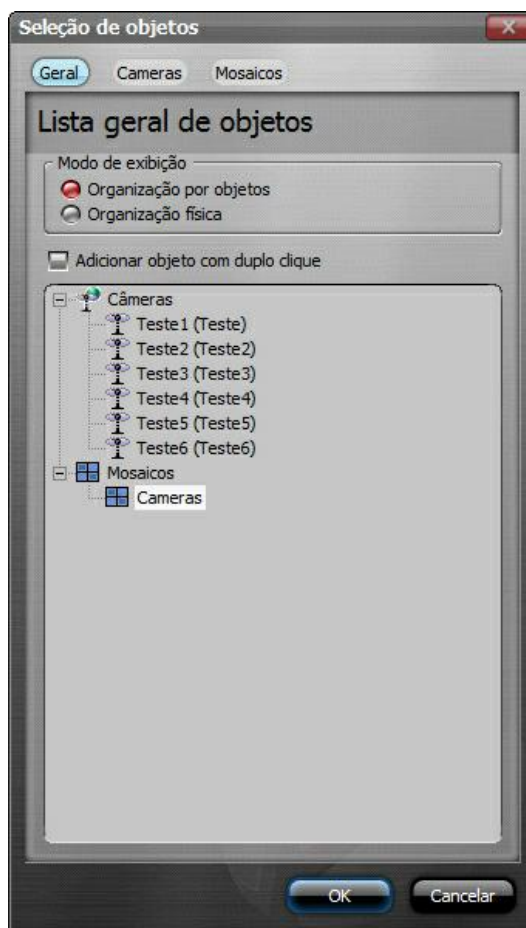 Seleção de objetos
Geral Cameras Mosaicos
Lista geral de objetos
Modo de exibição
Organização por objetos
Organização física
Adicionar objeto com duplo clique
Câmeras
Teste1 (Teste)
Teste2 (Teste2)
Teste3 (Teste3)
Teste4 (Teste4)
Teste5 (Teste5)
Teste6 (Teste6)
Mosaicos
Cameras
OK Cancelar